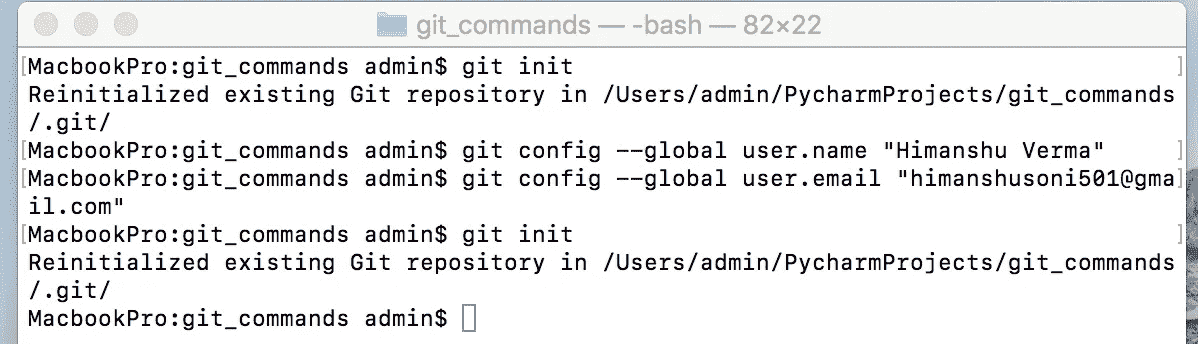 git_commands — -bash — 82×22
[MacbookPro:git_commands admin$ git init ]
Reinitialized existing Git repository in /Users/admin/PycharmProjects/git_commands
/.git/
[MacbookPro:git_commands admin$ git config --global user.name "Himanshu Verma" ]
[MacbookPro:git_commands admin$ git config --global user.email "himanshusoni501@gma]
il.com"
[MacbookPro:git_commands admin$ git init ]
Reinitialized existing Git repository in /Users/admin/PycharmProjects/git_commands
/.git/
MacbookPro:git_commands admin$